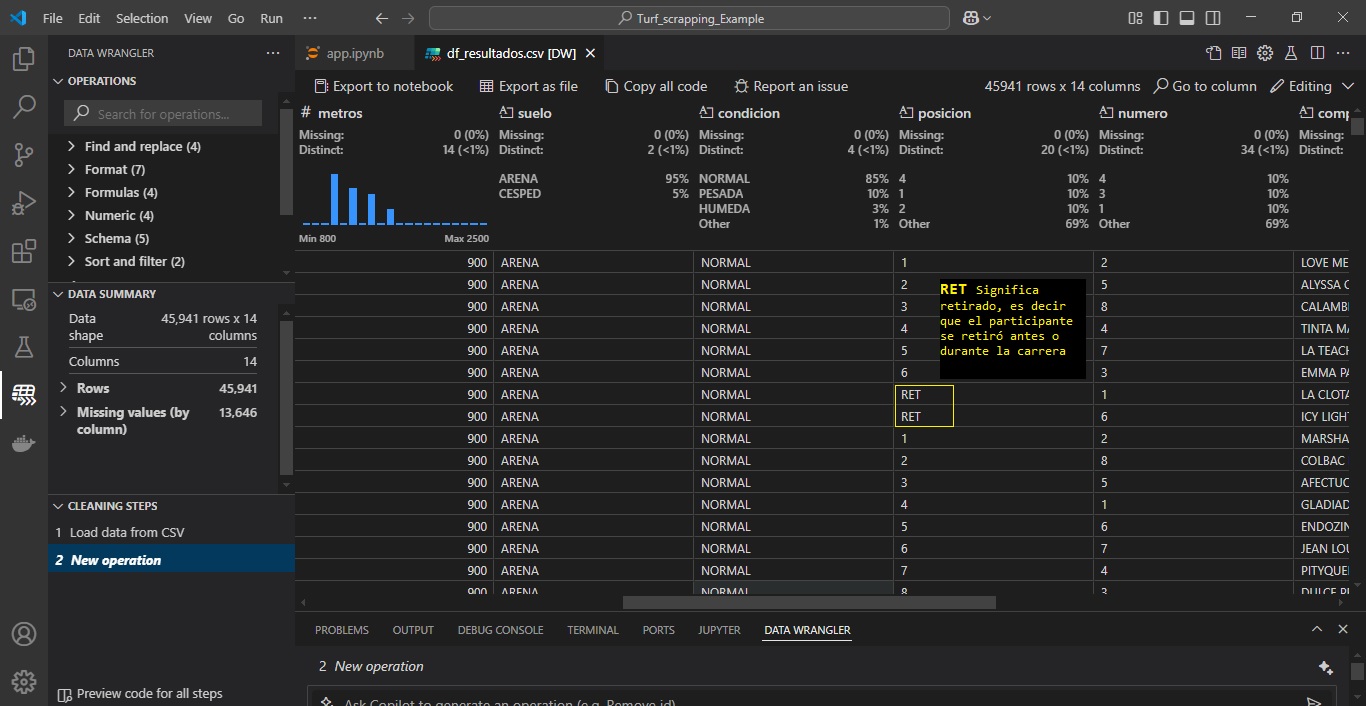 File Edit Selection View Go Run ··· Turf_scrapping_Example
DATA WRANGLER ···
app.ipynb df_resultados.csv [DW]
OPERATIONS
Search for operations...
Find and replace (4)
Format (7)
Formulas (4)
Numeric (4)
Schema (5)
Sort and filter (2)
DATA SUMMARY
Data shape 45,941 rows x 14 columns
Columns 14
Rows 45,941
Missing values (by column) 13,646
CLEANING STEPS
1 Load data from CSV
2 New operation
Preview code for all steps
Export to notebook Export as file Copy all code Report an issue 45941 rows x 14 columns Go to column Editing
# metros suelo condicion posicion numero comp
Missing: 0 (0%) Missing: 0 (0%) Missing: 0 (0%) Missing: 0 (0%) Missing: 0 (0%) Missing:
Distinct: 14 (<1%) Distinct: 2 (<1%) Distinct: 4 (<1%) Distinct: 20 (<1%) Distinct: 34 (<1%) Distinct:
ARENA 95% NORMAL 85% 4 10% 4 10%
CESPED 5% PESADA 10% 1 10% 3 10%
HUMEDA 3% 2 10% 1 10%
Other 1% Other 69% Other 69%
Min 800 Max 2500
900 ARENA NORMAL 1 2 LOVE ME
900 ARENA NORMAL 2 5 ALYSSA
900 ARENA NORMAL 3 8 CALAMB
900 ARENA NORMAL 4 4 TINTA MA
900 ARENA NORMAL 5 7 LA TEACH
900 ARENA NORMAL 6 3 EMMA PA
900 ARENA NORMAL RET 1 LA CLOTA
900 ARENA NORMAL RET 6 ICY LIGHT
900 ARENA NORMAL 1 2 MARSHA
900 ARENA NORMAL 2 8 COLBAC
900 ARENA NORMAL 3 5 AFECTUO
900 ARENA NORMAL 4 1 GLADIAD
900 ARENA NORMAL 5 6 ENDOZIN
900 ARENA NORMAL 6 7 JEAN LOU
900 ARENA NORMAL 7 4 PITYQUE
900 ARENA NORMAL 8 3 DULCE
RET Significa
retirado, es decir
que el participante
se retiró antes o
durante la carrera
PROBLEMS OUTPUT DEBUG CONSOLE TERMINAL PORTS JUPYTER DATA WRANGLER
2 New operation
Ask Copilot to generate an operation (e.g. Remove id)